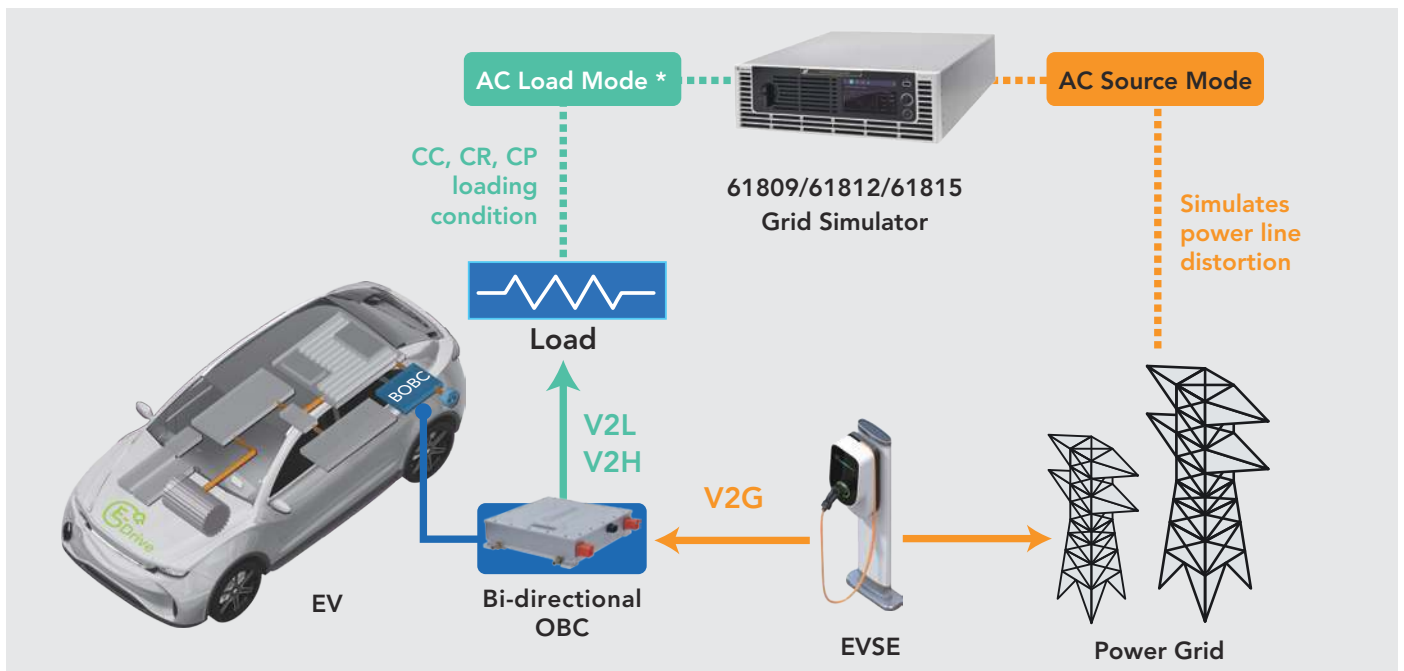 AC Load Mode *
AC Source Mode
CC, CR, CP
loading
condition
61809/61812/61815
Grid Simulator
Simulates
power line
distortion
Load
BOBC
V2L
V2H
V2G
E-Drive
EV
Bi-directional
OBC
EVSE
Power Grid